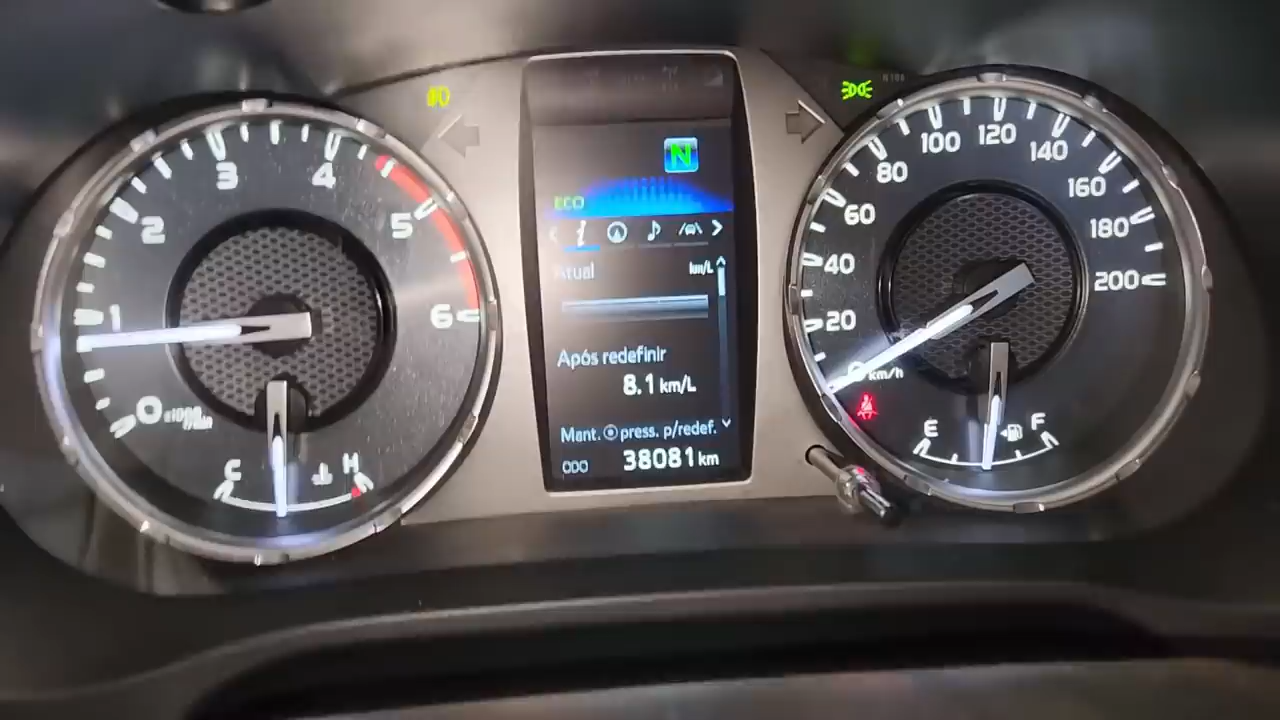 1
2
3
4
5
6
0
x1000r/min
C
H
N
ECO
Atual
km/L
Após redefinir
8.1 km/L
Mant. press. p/redef.
ODO 38081 km
0
20
40
60
80
100
120
140
160
180
200
km/h
E
F